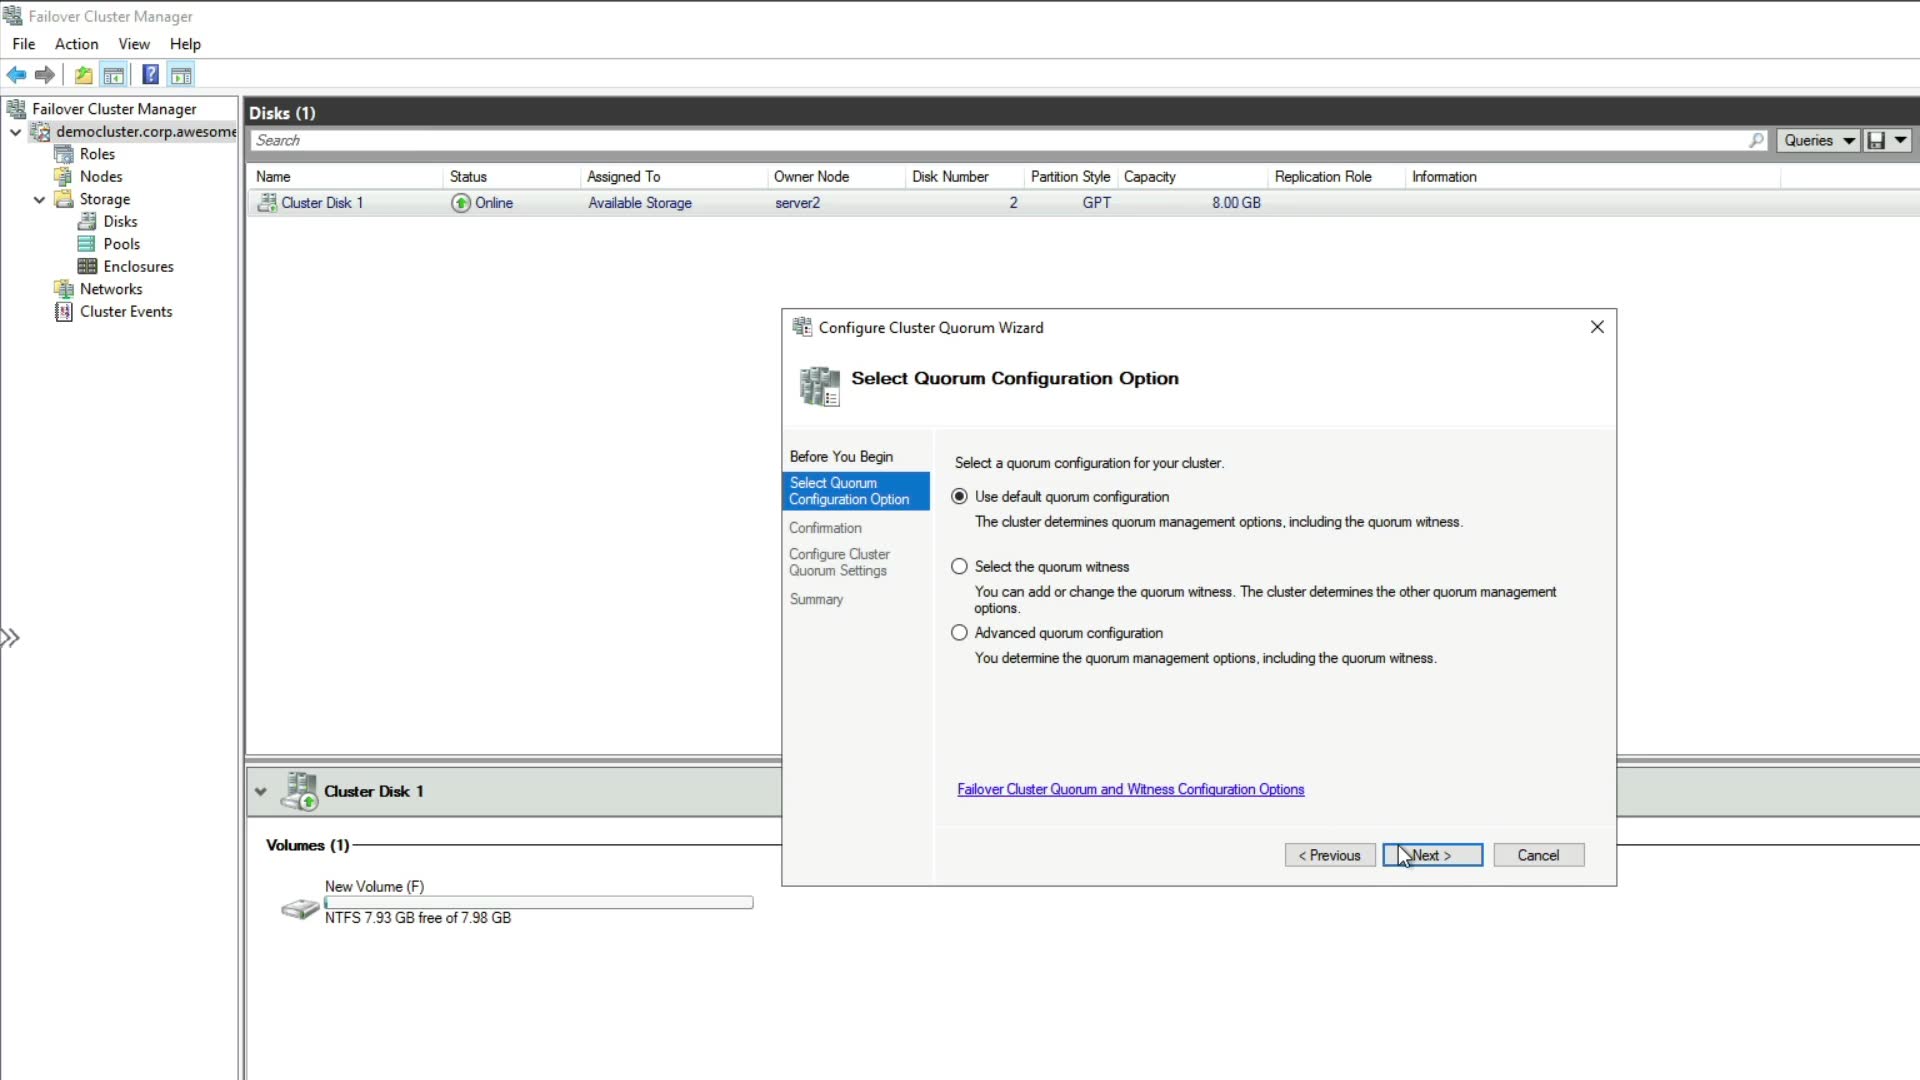 Failover Cluster Manager
File Action View Help
Failover Cluster Manager
democluster.corp.awesome
Roles
Nodes
Storage
Disks
Pools
Enclosures
Networks
Cluster Events
Disks (1)
Search
Queries
Name Status Assigned To Owner Node Disk Number Partition Style Capacity Replication Role Information
Cluster Disk 1 Online Available Storage server2 2 GPT 8.00 GB
Configure Cluster Quorum Wizard
Select Quorum Configuration Option
Before You Begin
Select Quorum
Configuration Option
Confirmation
Configure Cluster
Quorum Settings
Summary
Select a quorum configuration for your cluster.
Use default quorum configuration
The cluster determines quorum management options, including the quorum witness.
Select the quorum witness
You can add or change the quorum witness. The cluster determines the other quorum management
options.
Advanced quorum configuration
You determine the quorum management options, including the quorum witness.
Failover Cluster Quorum and Witness Configuration Options
< Previous Next > Cancel
Cluster Disk 1
Volumes (1)
New Volume (F)
NTFS 7.93 GB free of 7.98 GB